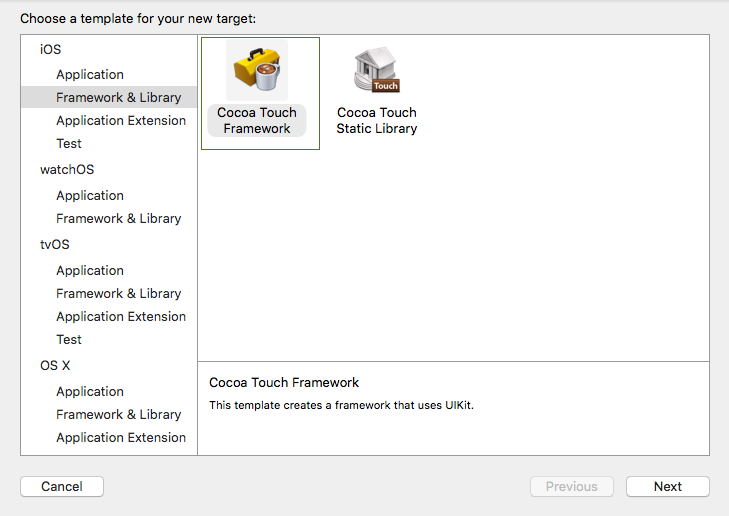 Choose a template for your new target:
iOS
Application
Framework & Library
Application Extension
Test
watchOS
Application
Framework & Library
tvOS
Application
Framework & Library
Application Extension
Test
OS X
Application
Framework & Library
Application Extension
Cocoa Touch
Framework
Touch
Cocoa Touch
Static Library
Cocoa Touch Framework
This template creates a framework that uses UIKit.
Cancel
Previous
Next